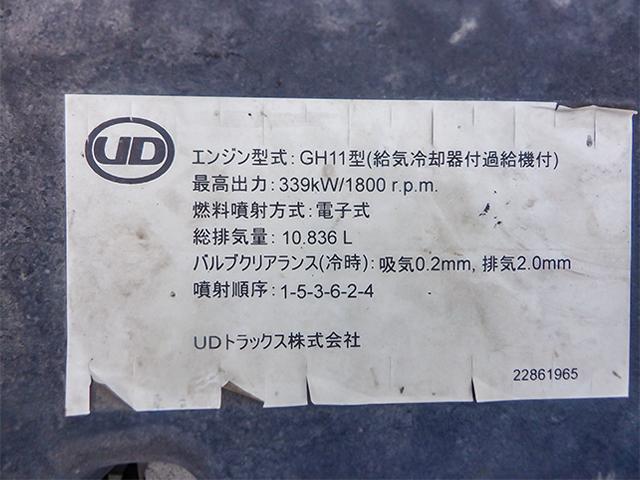 UD
エンジン型式: GH11型(給気冷却器付過給機付)
最高出力: 339kW/1800 r.p.m.
燃料噴射方式: 電子式
総排気量: 10.836 L
バルブクリアランス(冷時): 吸気0.2mm, 排気2.0mm
噴射順序: 1-5-3-6-2-4
UDトラックス株式会社
22861965